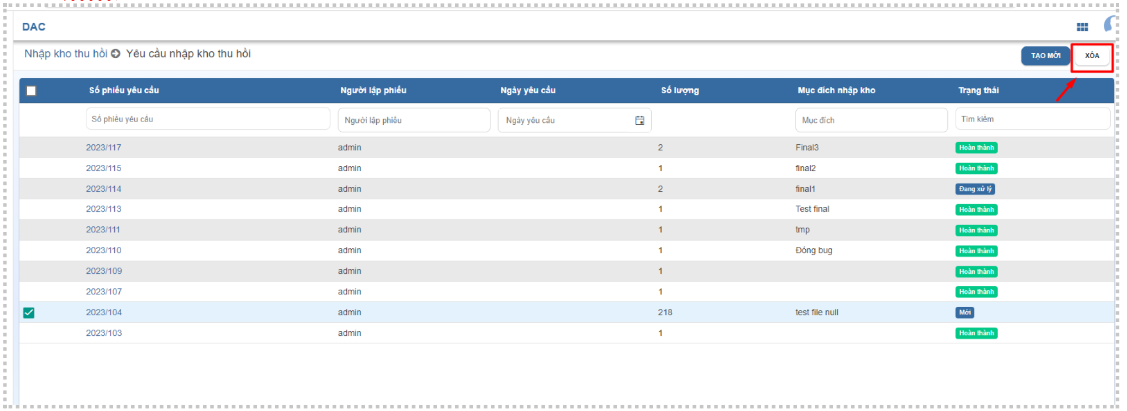 DAC
Nhập kho thu hồi Yêu cầu nhập kho thu hồi TẠO MỚI XÓA
Số phiếu yêu cầu Người lập phiếu Ngày yêu cầu Số lượng Mục đích nhập kho Trạng thái
Số phiếu yêu cầu Người lập phiếu Ngày yêu cầu Mục đích Tìm kiếm
2023/117 admin 2 Final3 Hoàn thành
2023/115 admin 1 final2 Hoàn thành
2023/114 admin 2 final1 Đang xử lý
2023/113 admin 1 Test final Hoàn thành
2023/111 admin 1 tmp Hoàn thành
2023/110 admin 1 Đóng bug Hoàn thành
2023/109 admin 1 Hoàn thành
2023/107 admin 1 Hoàn thành
2023/104 admin 218 test file null Mới
2023/103 admin 1 Hoàn thành